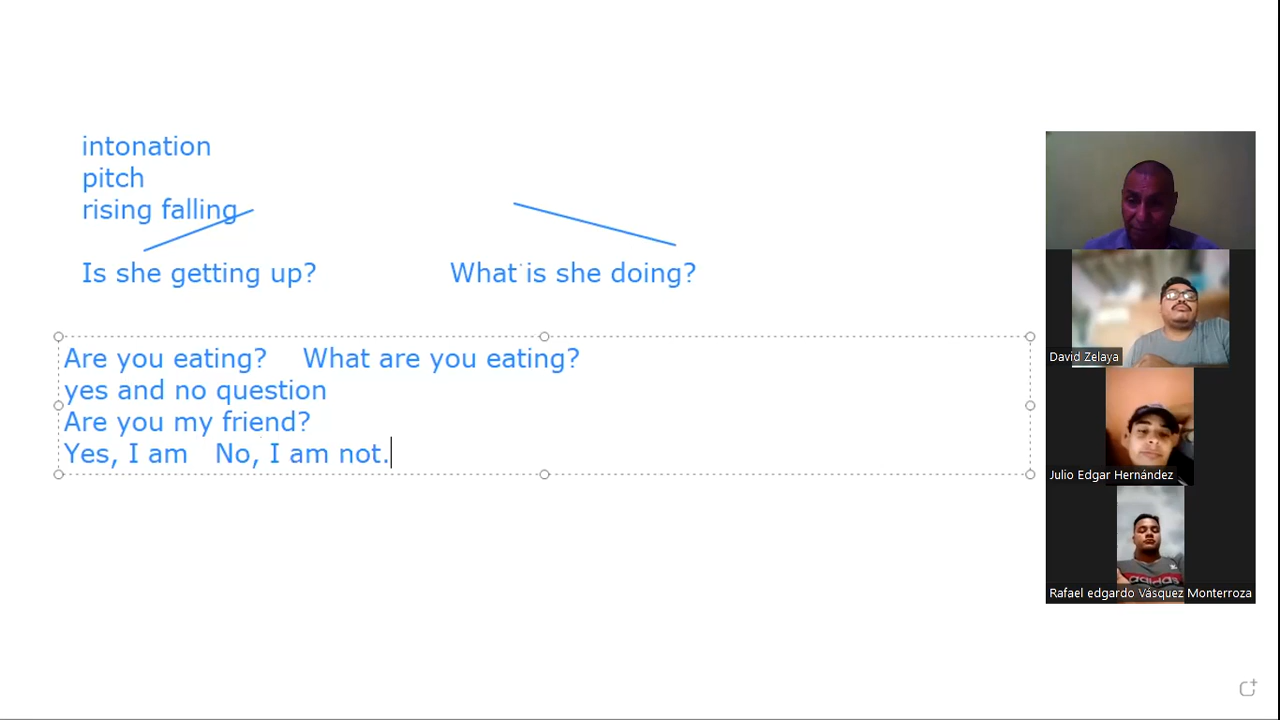 intonation
pitch
rising falling
Is she getting up? What is she doing?
Are you eating? What are you eating?
yes and no question
Are you my friend?
Yes, I am No, I am not.
David Zelaya
Julio Edgar Hernández
adidas
Rafael edgardo Vásquez Monterroza